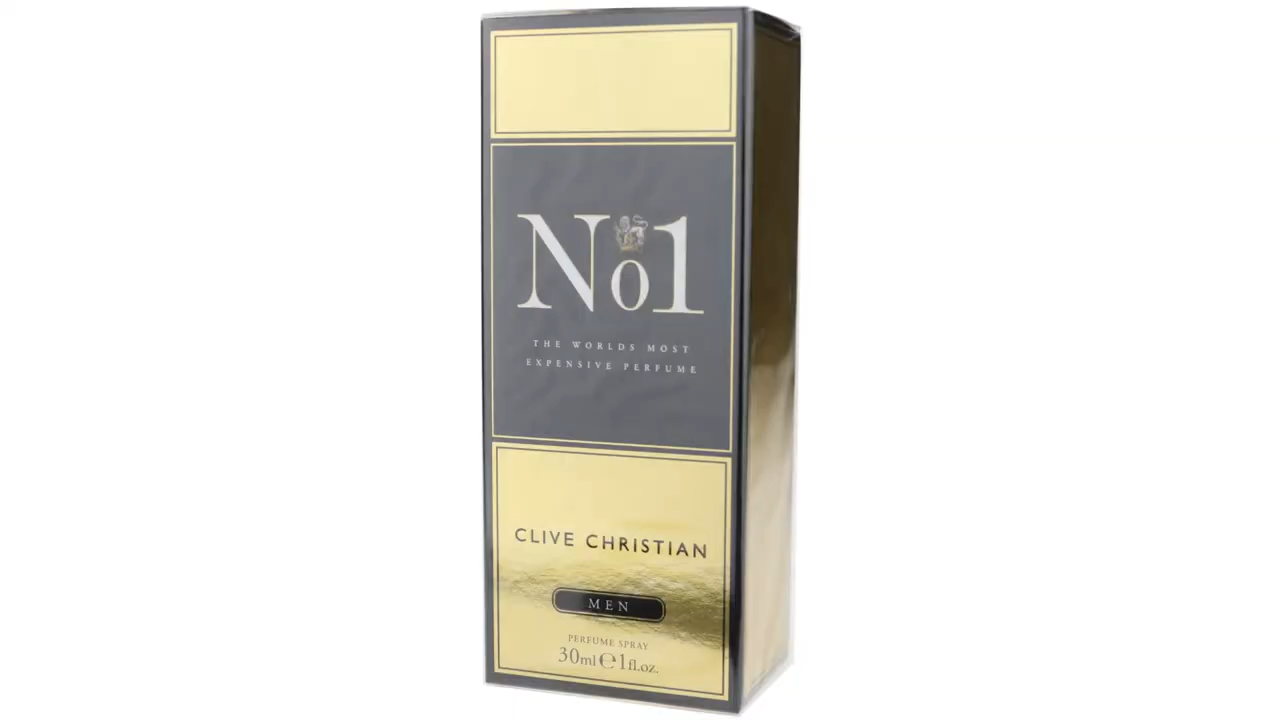 No1
THE WORLDS MOST
EXPENSIVE PERFUME
CLIVE CHRISTIAN
MEN
PERFUME SPRAY
30ml ℮ 1fl.oz.